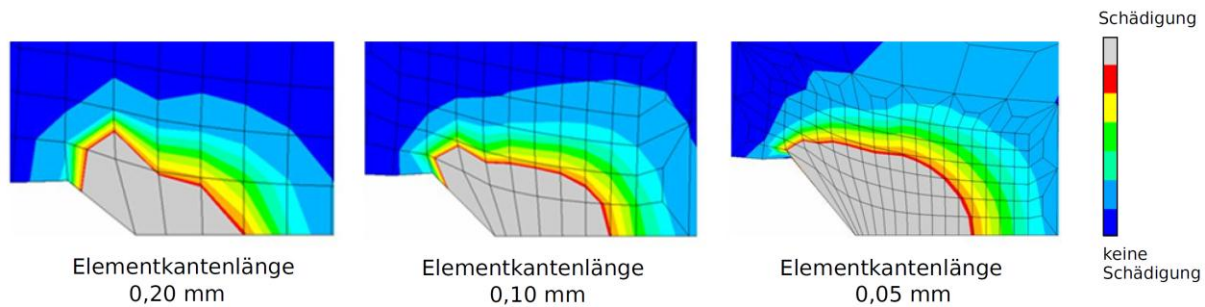 Schädigung
keine
Schädigung
Elementkantenlänge
0,20 mm
Elementkantenlänge
0,10 mm
Elementkantenlänge
0,05 mm